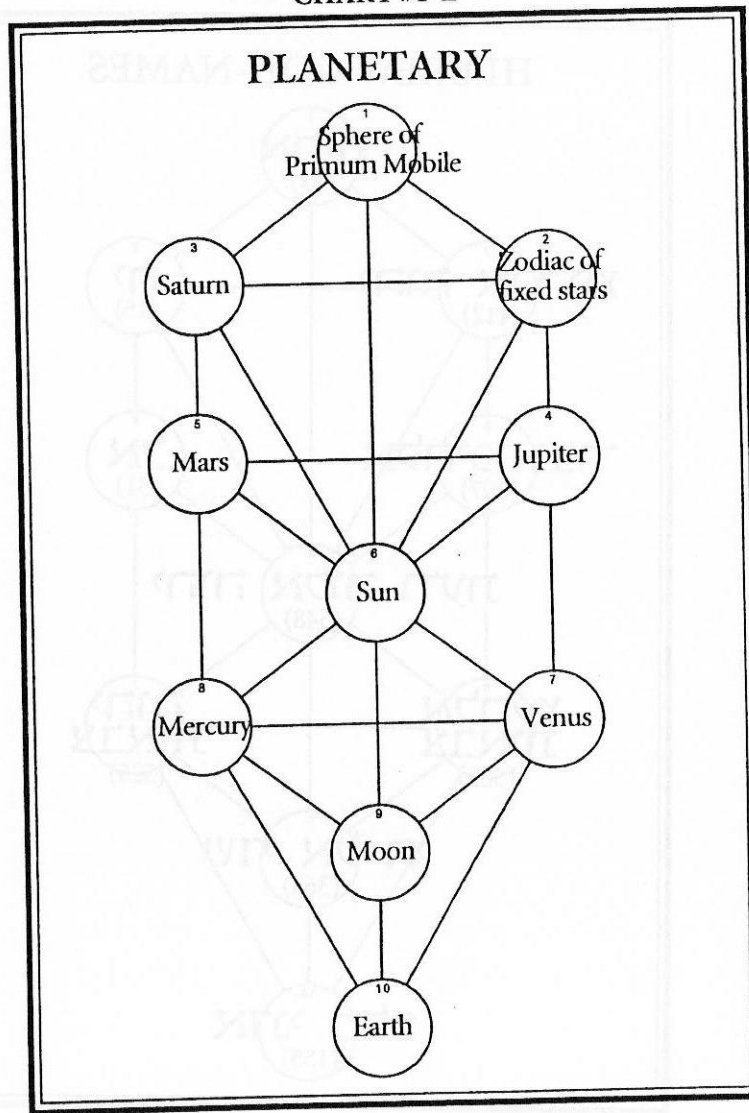 PLANETARY
1
Sphere of
Primum Mobile
2
Zodiac of
fixed stars
3
Saturn
4
Jupiter
5
Mars
6
Sun
7
Venus
8
Mercury
9
Moon
10
Earth